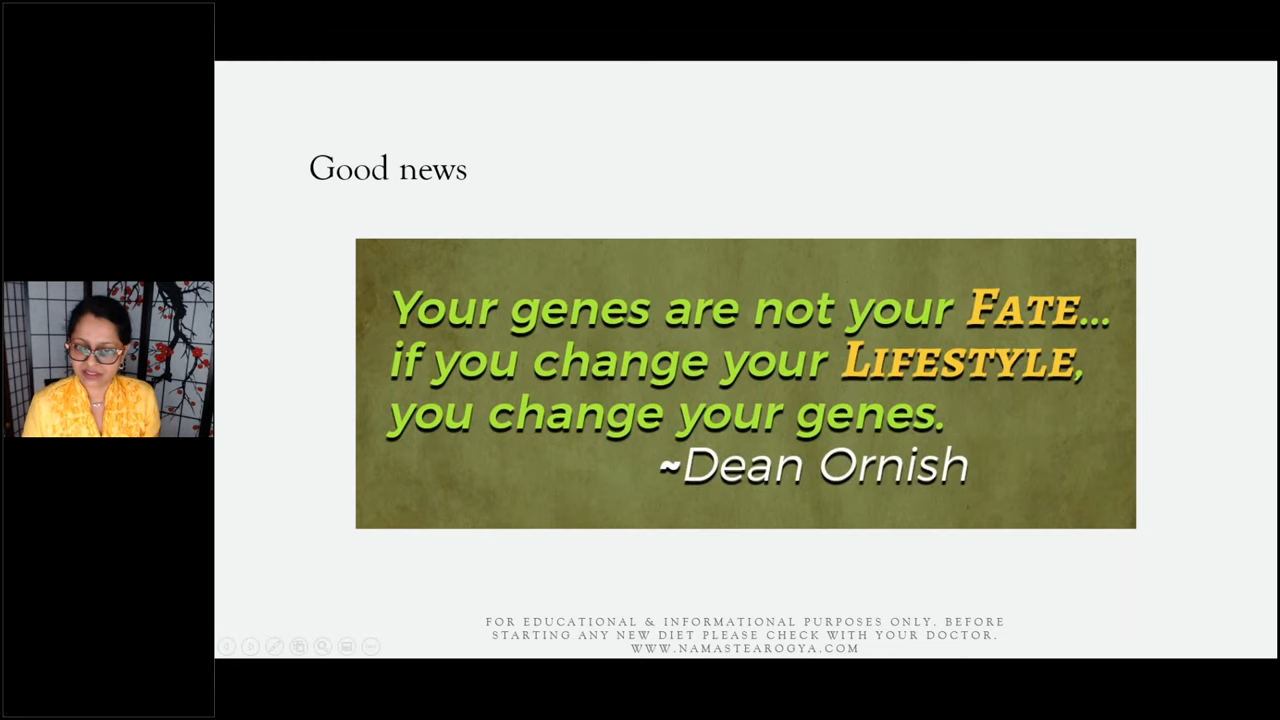 Good news
Your genes are not your FATE...
if you change your LIFESTYLE,
you change your genes.
~Dean Ornish
FOR EDUCATIONAL & INFORMATIONAL PURPOSES ONLY. BEFORE
STARTING ANY NEW DIET PLEASE CHECK WITH YOUR DOCTOR.
WWW.NAMASTEAROGYA.COM